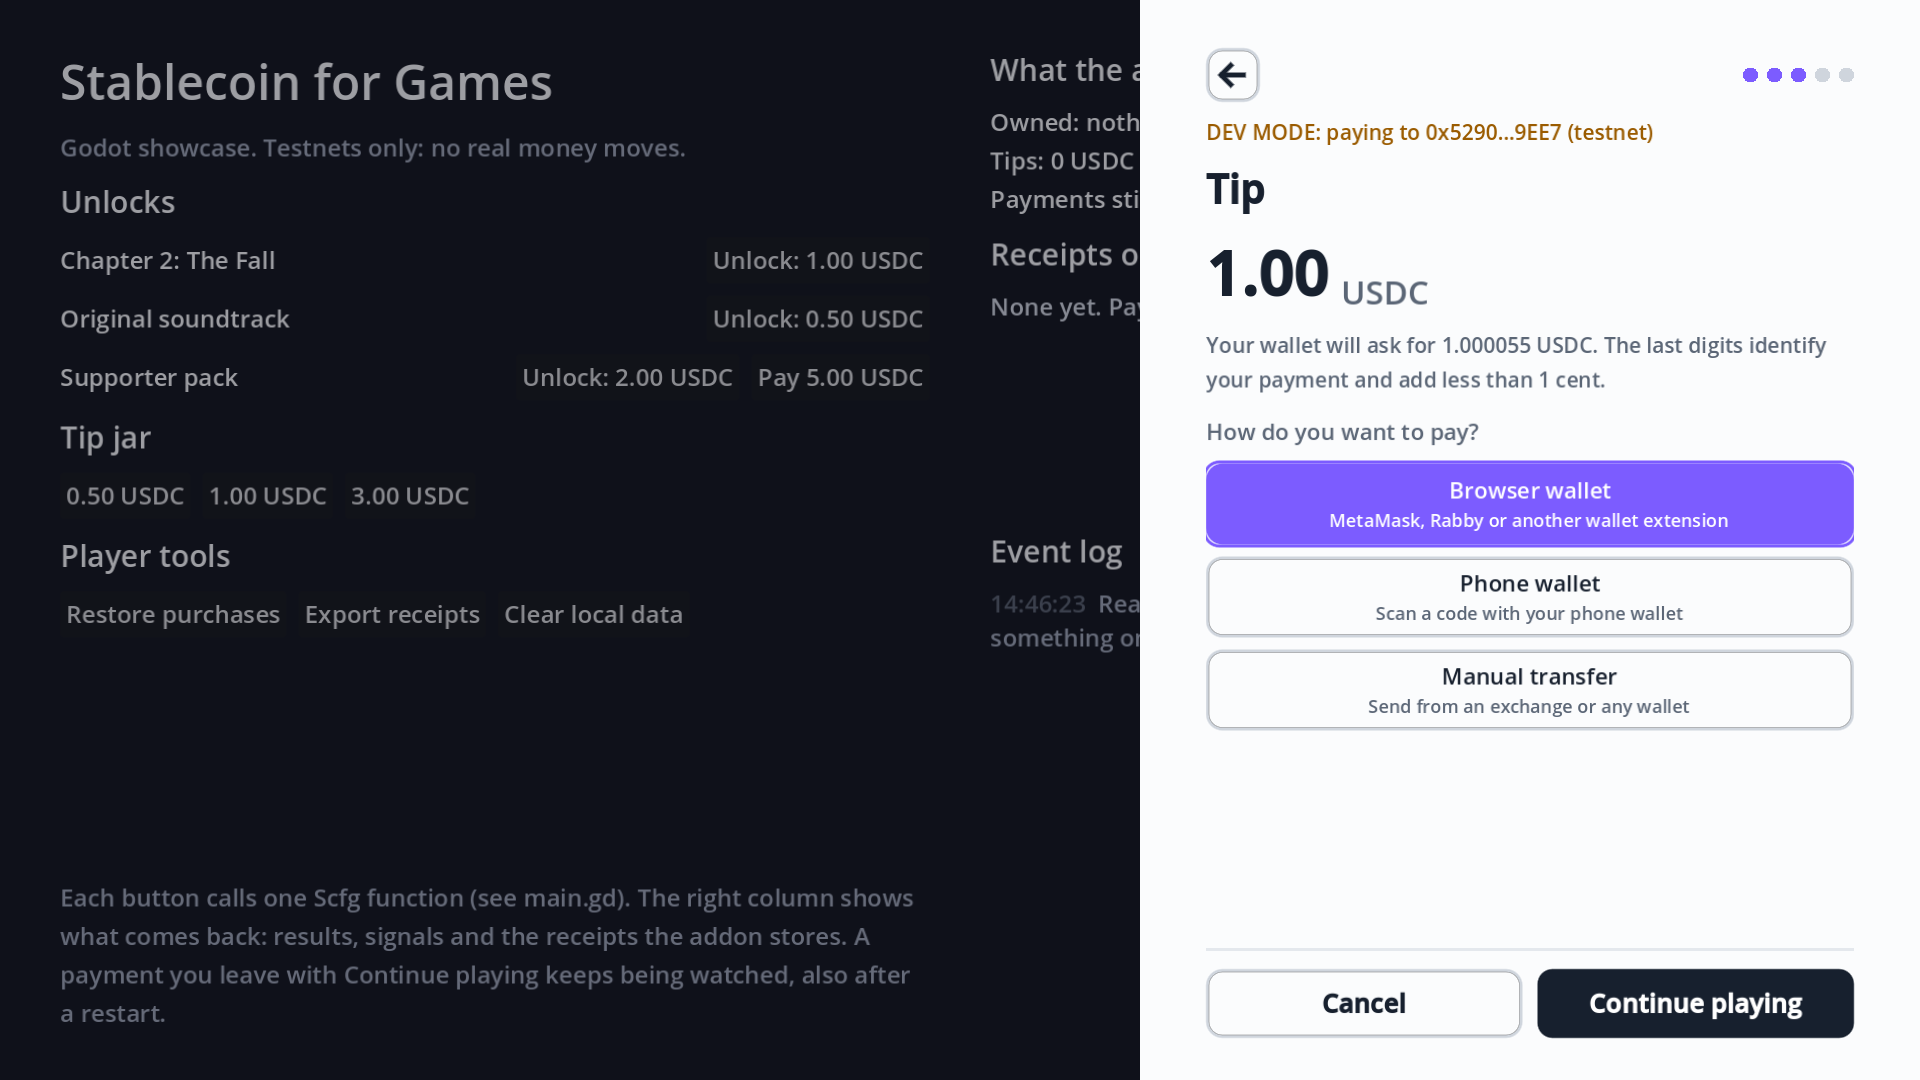 Stablecoin for Games
Godot showcase. Testnets only: no real money moves.
Unlocks
Chapter 2: The Fall
Unlock: 1.00 USDC
Original soundtrack
Unlock: 0.50 USDC
Supporter pack
Unlock: 2.00 USDC
Pay 5.00 USDC
Tip jar
0.50 USDC
1.00 USDC
3.00 USDC
Player tools
Restore purchases
Export receipts
Clear local data
Each button calls one Scfg function (see main.gd). The right column shows
what comes back: results, signals and the receipts the addon stores. A
payment you leave with Continue playing keeps being watched, also after
a restart.
What the
Owned:
Tips: 0 USDC
Payments
Receipts
None yet.
Event log
14:46:23
something
DEV MODE: paying to 0x5290...9EE7 (testnet)
Tip
1.00 USDC
Your wallet will ask for 1.000055 USDC. The last digits identify
your payment and add less than 1 cent.
How do you want to pay?
Browser wallet
MetaMask, Rabby or another wallet extension
Phone wallet
Scan a code with your phone wallet
Manual transfer
Send from an exchange or any wallet
Cancel
Continue playing